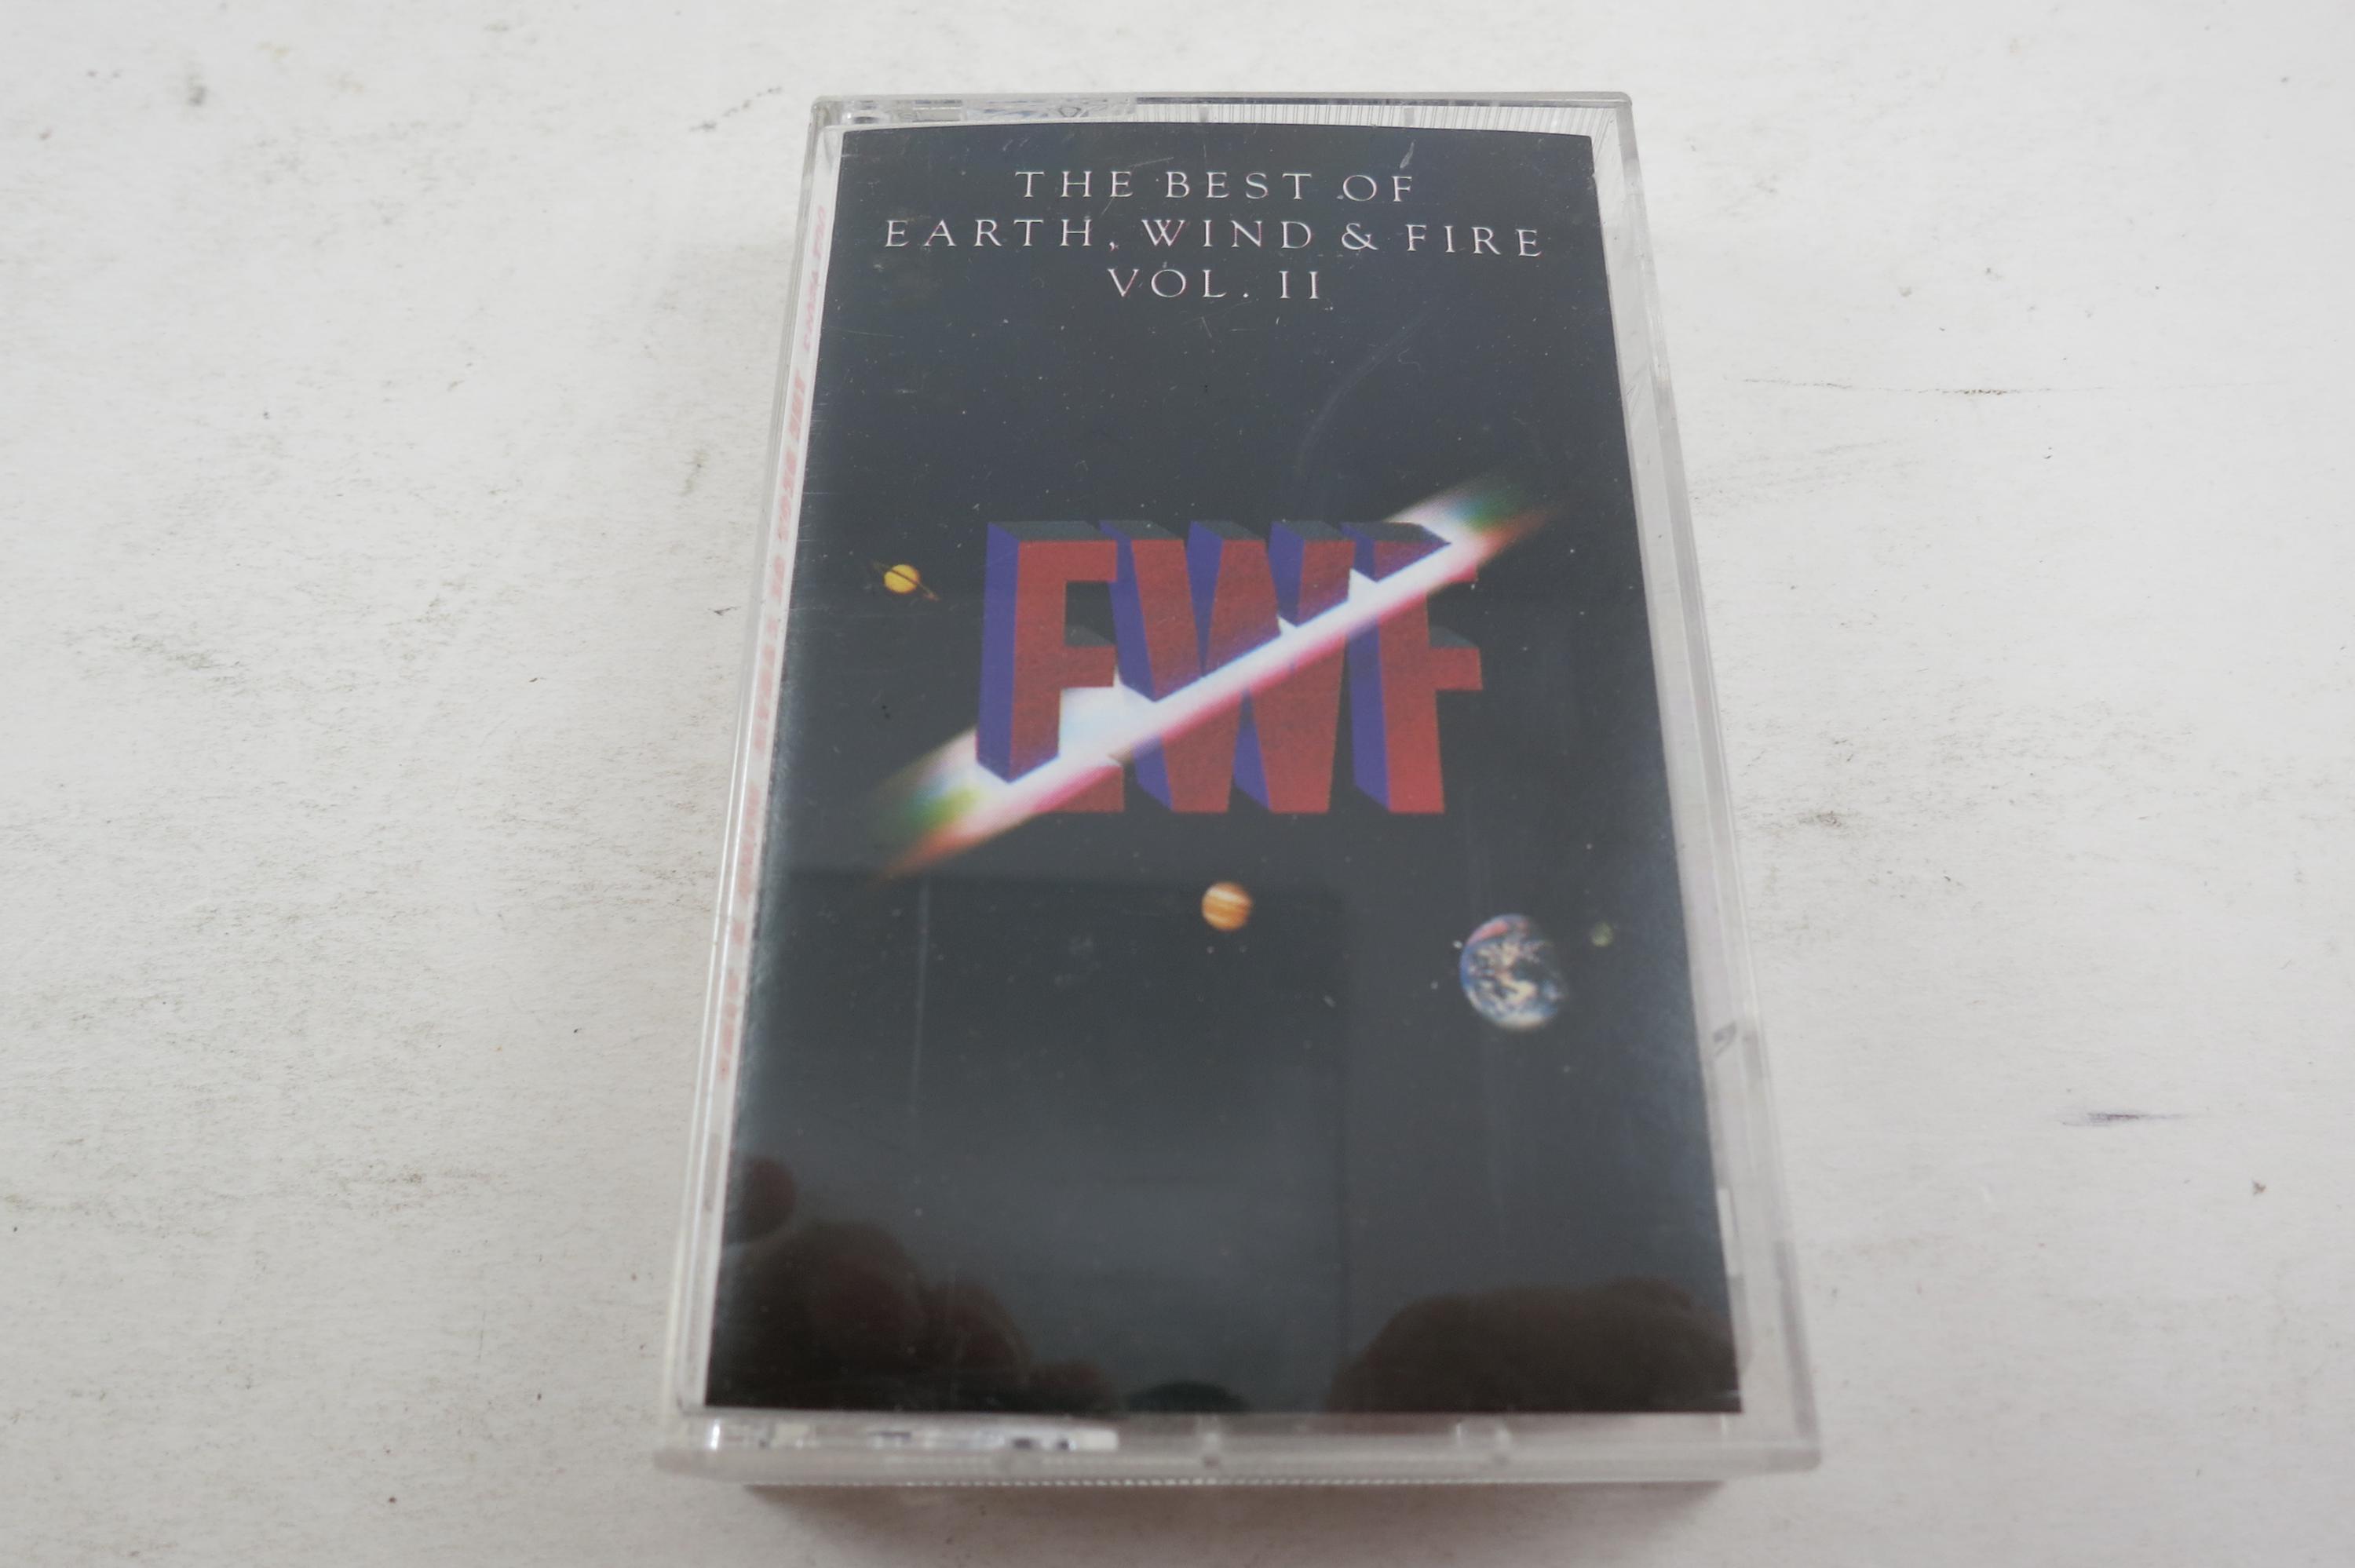 THE BEST OF
EARTH, WIND & FIRE
VOL. II
EWF